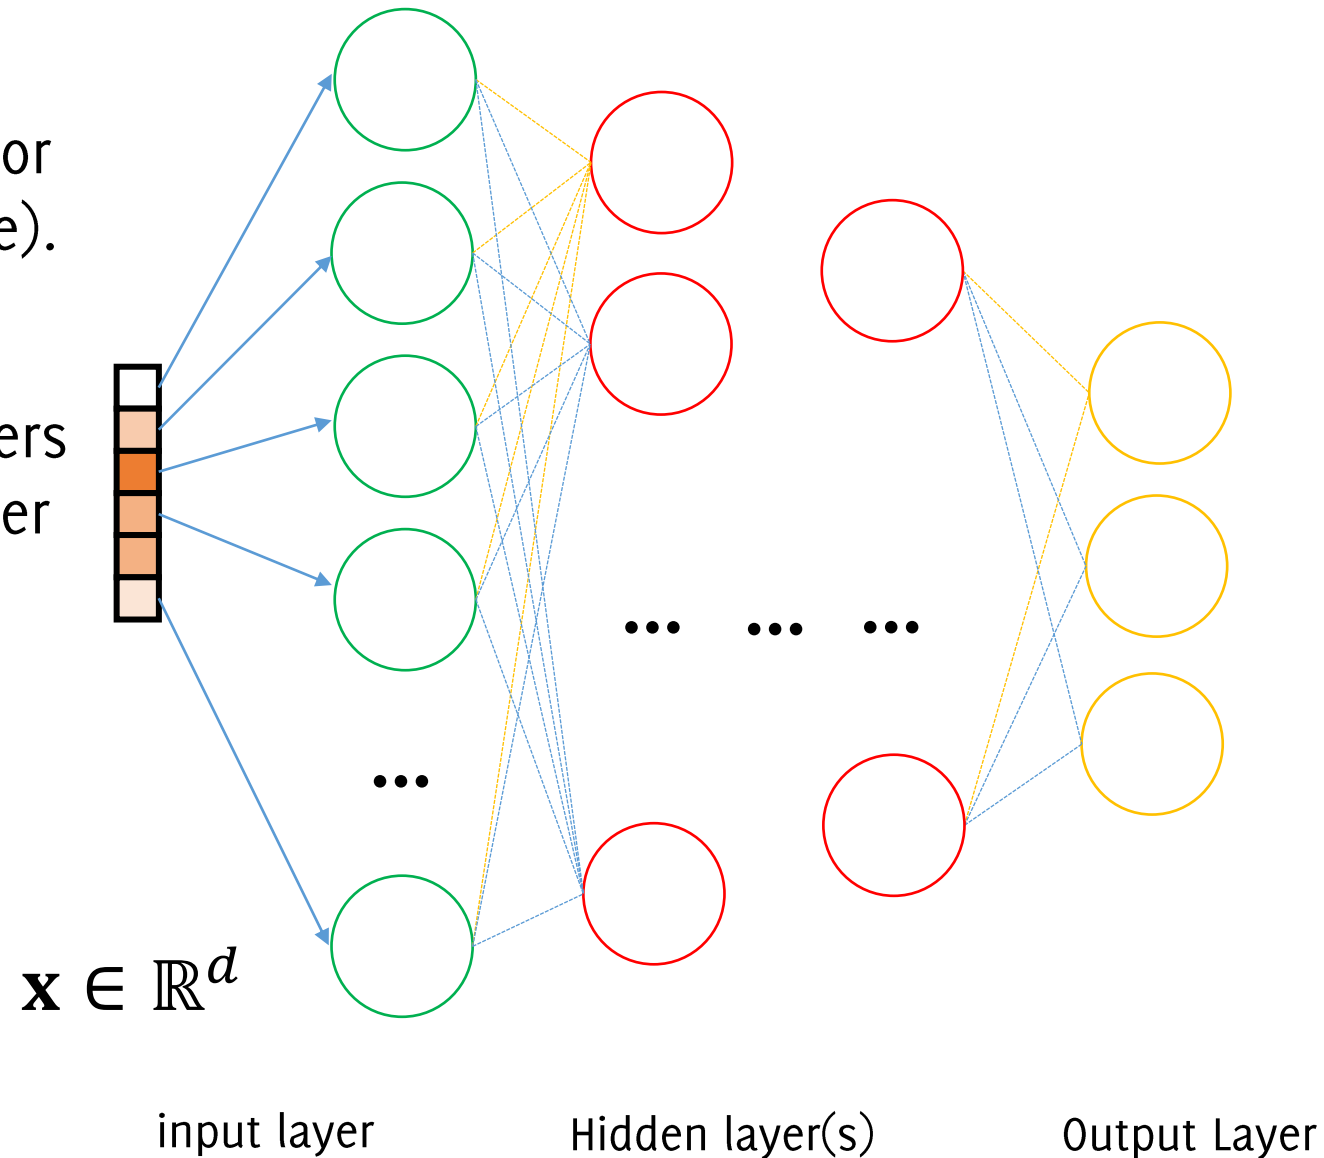 or
e).
ers
er
... ... ...
...
x ∈ ℝ^d
input layer
Hidden layer(s)
Output Layer